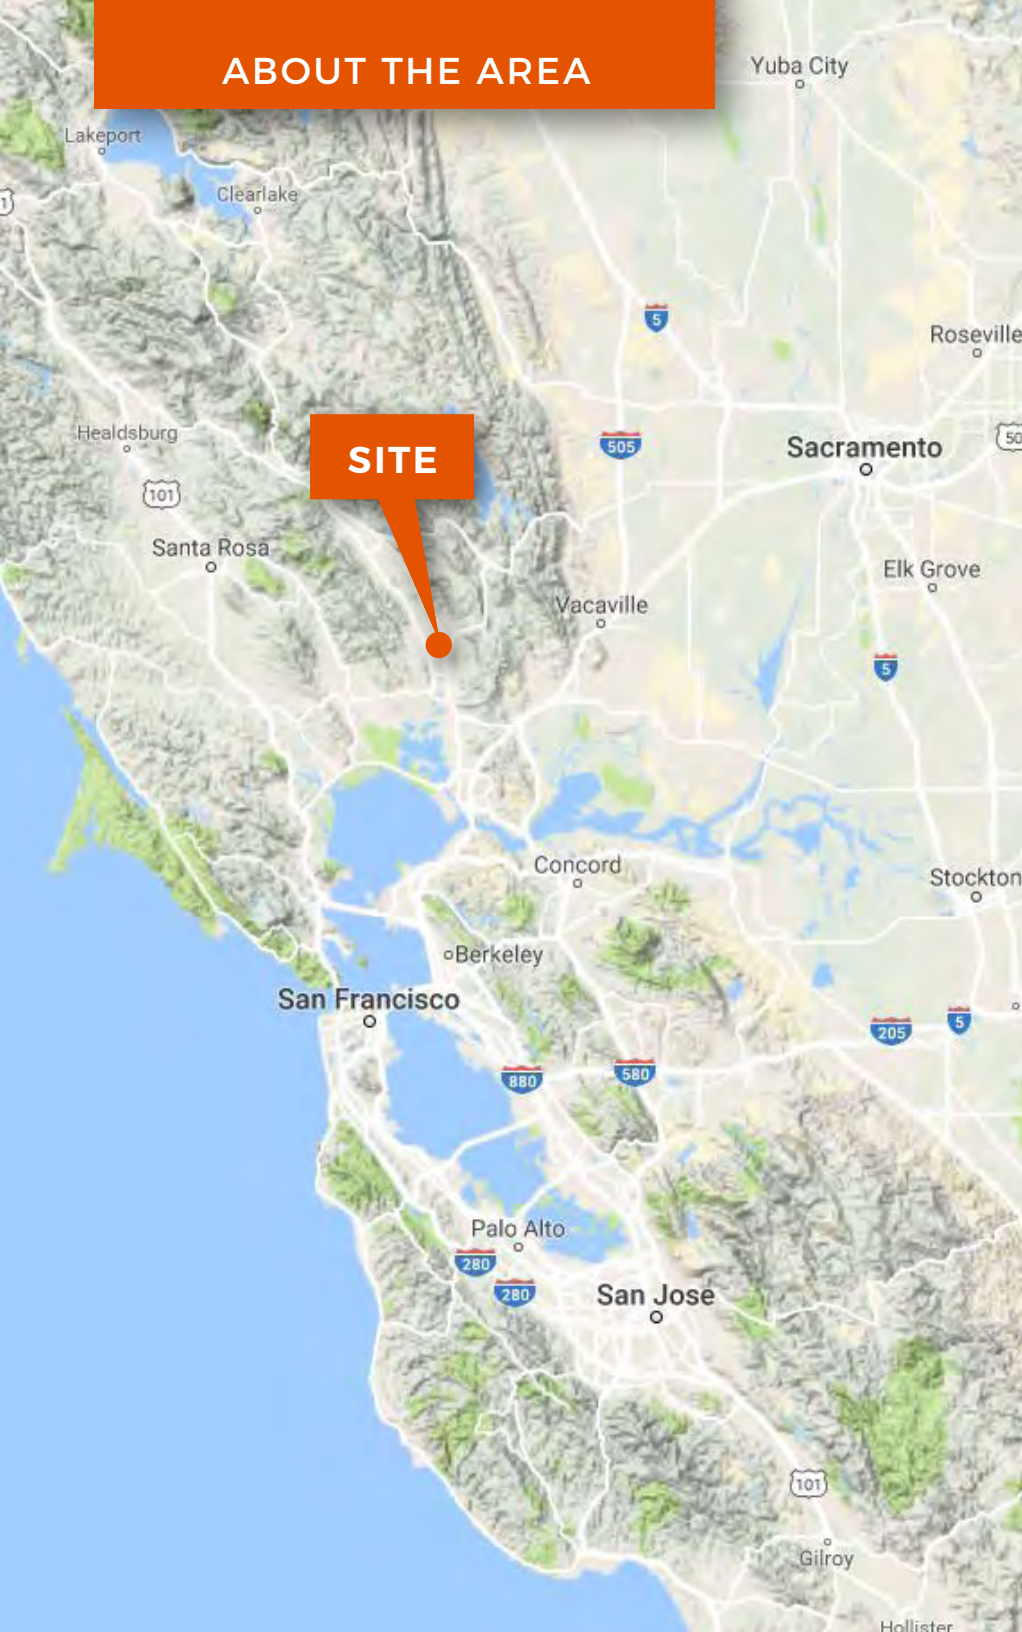 ABOUT THE AREA
Yuba City
Lakeport
Clearlake
1
5
Roseville
Healdsburg
SITE
505
Sacramento
50
101
Santa Rosa
Elk Grove
Vacaville
5
Concord
Stockton
Berkeley
San Francisco
205
5
880
580
Palo Alto
280
280
San Jose
101
Gilroy
Hollister